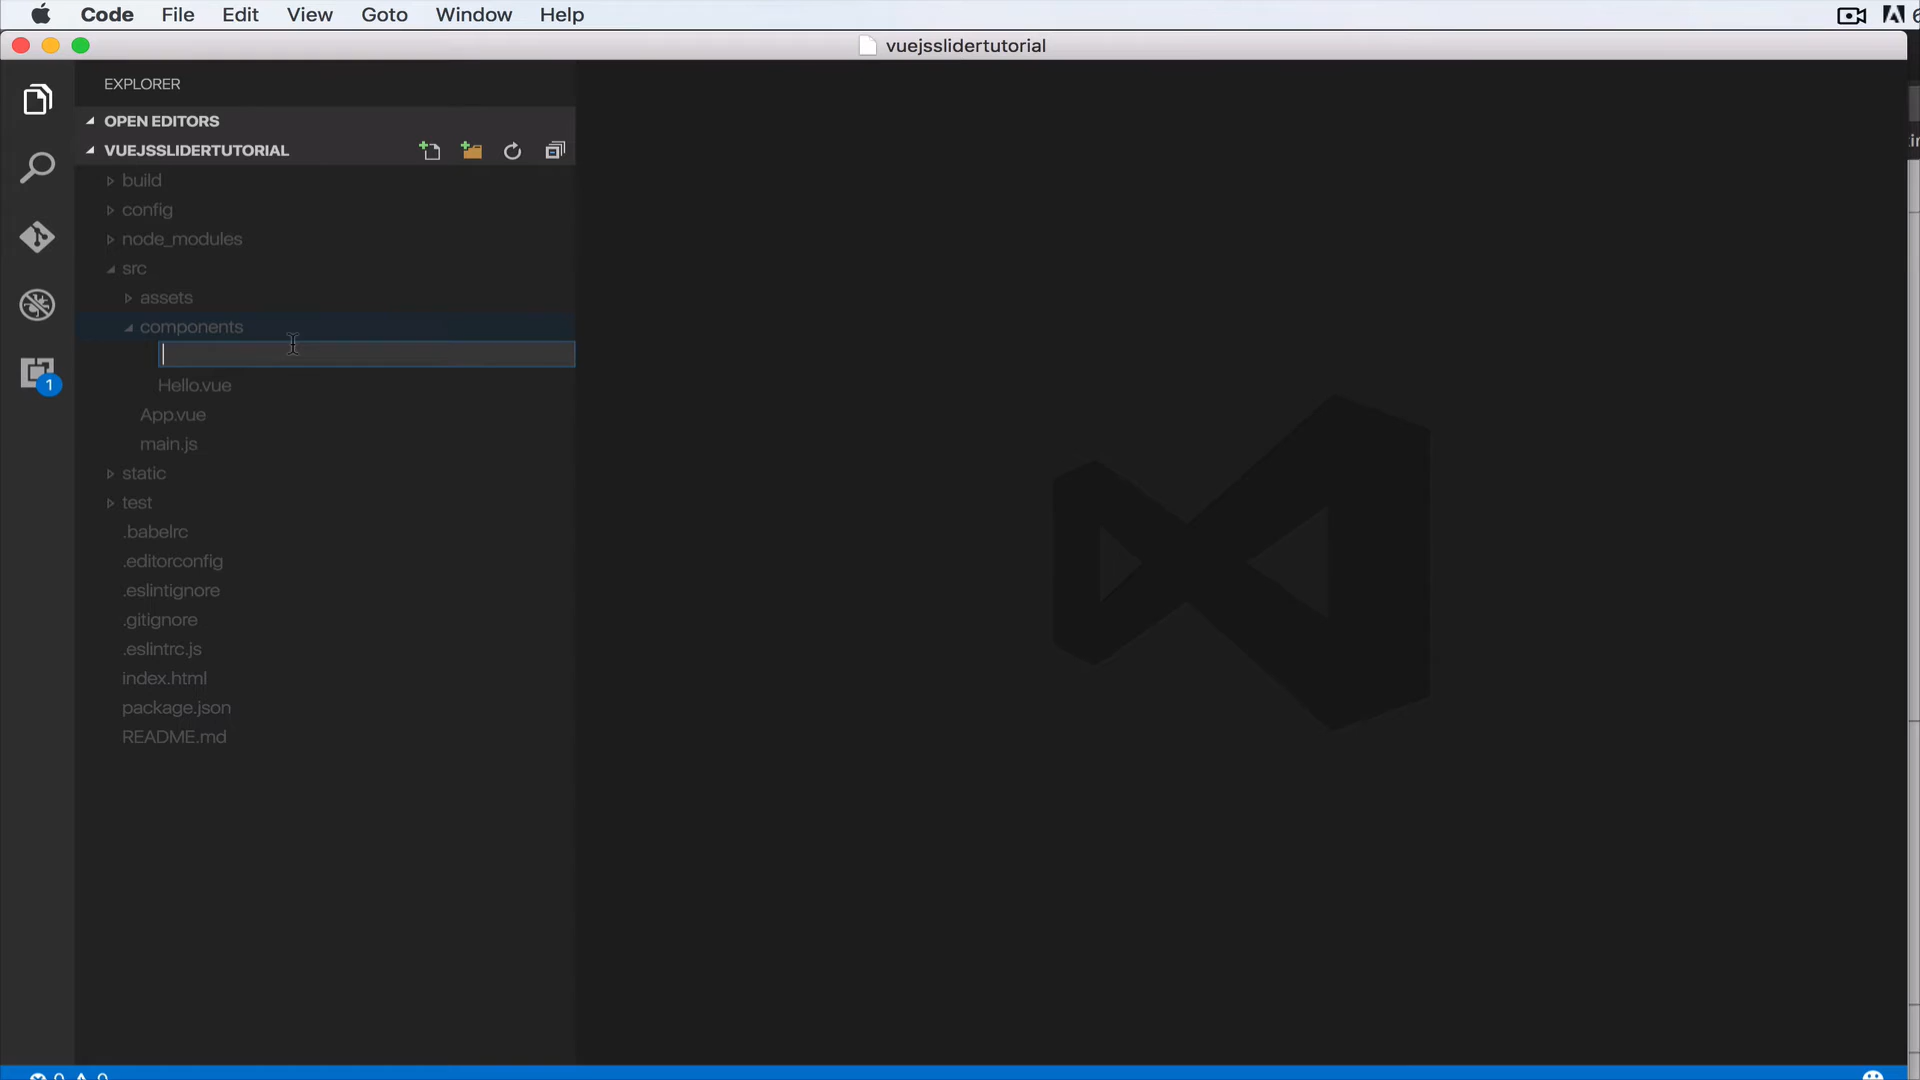 Code File Edit View Goto Window Help
vuejsslidertutorial
EXPLORER
OPEN EDITORS
VUEJSSLIDERTUTORIAL
build
config
node_modules
src
assets
components
Hello.vue
App.vue
main.js
static
test
.babelrc
.editorconfig
.eslintignore
.gitignore
.eslintrc.js
index.html
package.json
README.md
1